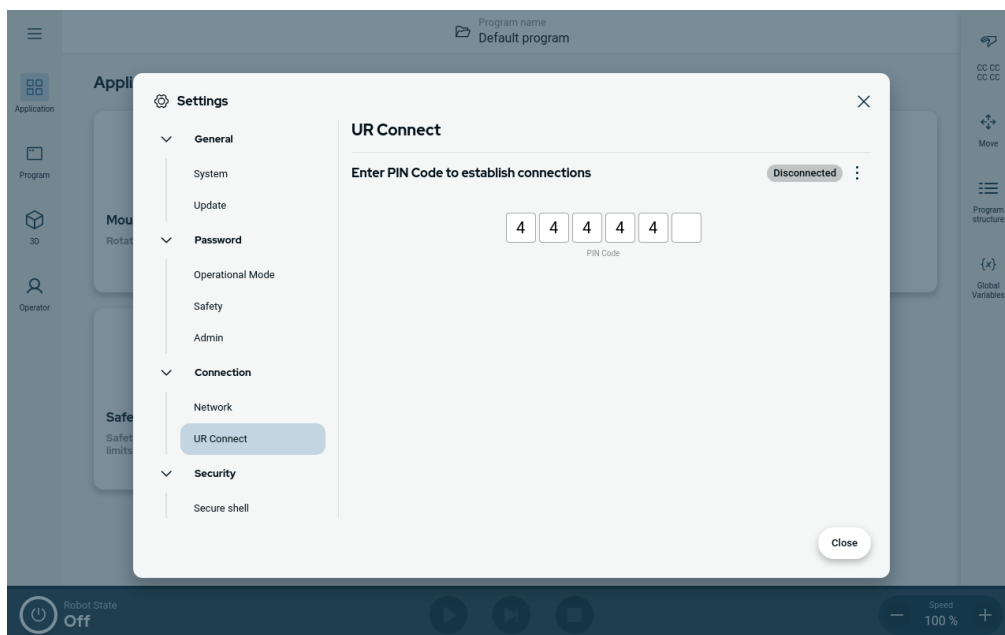 Program name
Default program
Application
Program
3D
Operator
Appli
Mou
Rotat
Safe
Safet
limits
Settings
General
System
Update
Password
Operational Mode
Safety
Admin
Connection
Network
UR Connect
Security
Secure shell
UR Connect
Enter PIN Code to establish connections
Disconnected
4 4 4 4 4
PIN Code
Close
CC CC
CC CC
Move
Program
structure
{x}
Global
Variables
Robot State
Off
Speed
100 %